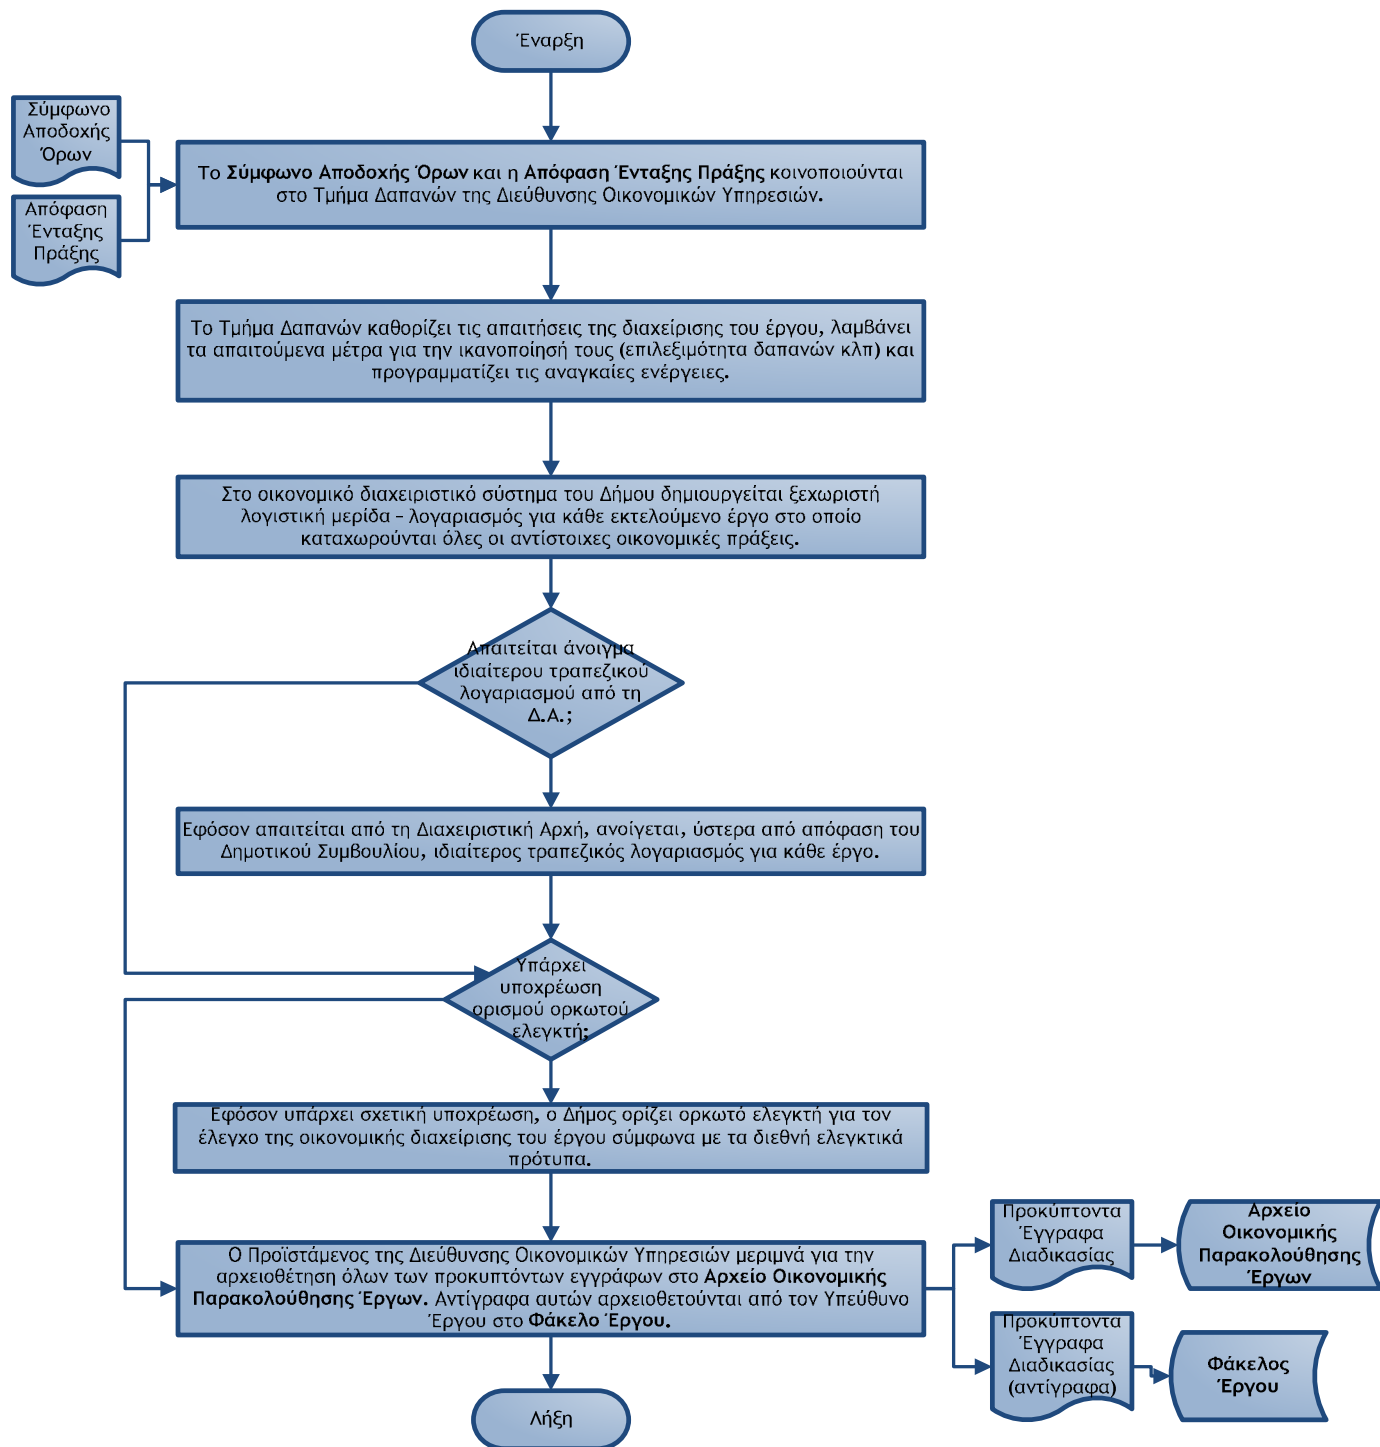 Έναρξη
Σύμφωνο
Αποδοχής
Όρων
Απόφαση
Ένταξης
Πράξης
Το Σύμφωνο Αποδοχής Όρων και η Απόφαση Ένταξης Πράξης κοινοποιούνται
στο Τμήμα Δαπανών της Διεύθυνσης Οικονομικών Υπηρεσιών.
Το Τμήμα Δαπανών καθορίζει τις απαιτήσεις της διαχείρισης του έργου, λαμβάνει
τα απαιτούμενα μέτρα για την ικανοποίησή τους (επιλεξιμότητα δαπανών κλπ) και
προγραμματίζει τις αναγκαίες ενέργειες.
Στο οικονομικό διαχειριστικό σύστημα του Δήμου δημιουργείται ξεχωριστή
λογιστική μερίδα – λογαριασμός για κάθε εκτελούμενο έργο στο οποίο
καταχωρούνται όλες οι αντίστοιχες οικονομικές πράξεις.
Απαιτείται άνοιγμα
ιδιαίτερου τραπεζικού
λογαριασμού από τη
Δ.Α.;
Εφόσον απαιτείται από τη Διαχειριστική Αρχή, ανοίγεται, ύστερα από απόφαση του
Δημοτικού Συμβουλίου, ιδιαίτερος τραπεζικός λογαριασμός για κάθε έργο.
Υπάρχει
υποχρέωση
ορισμού ορκωτού
ελεγκτή;
Εφόσον υπάρχει σχετική υποχρέωση, ο Δήμος ορίζει ορκωτό ελεγκτή για τον
έλεγχο της οικονομικής διαχείρισης του έργου σύμφωνα με τα διεθνή ελεγκτικά
πρότυπα.
Ο Προϊστάμενος της Διεύθυνσης Οικονομικών Υπηρεσιών μεριμνά για την
αρχειοθέτηση όλων των προκυπτόντων εγγράφων στο Αρχείο Οικονομικής
Παρακολούθησης Έργων. Αντίγραφα αυτών αρχειοθετούνται από τον Υπεύθυνο
Έργου στο Φάκελο Έργου.
Προκύπτοντα
Έγγραφα
Διαδικασίας
Αρχείο
Οικονομικής
Παρακολούθησης
Έργων
Προκύπτοντα
Έγγραφα
Διαδικασίας
(αντίγραφα)
Φάκελος
Έργου
Λήξη